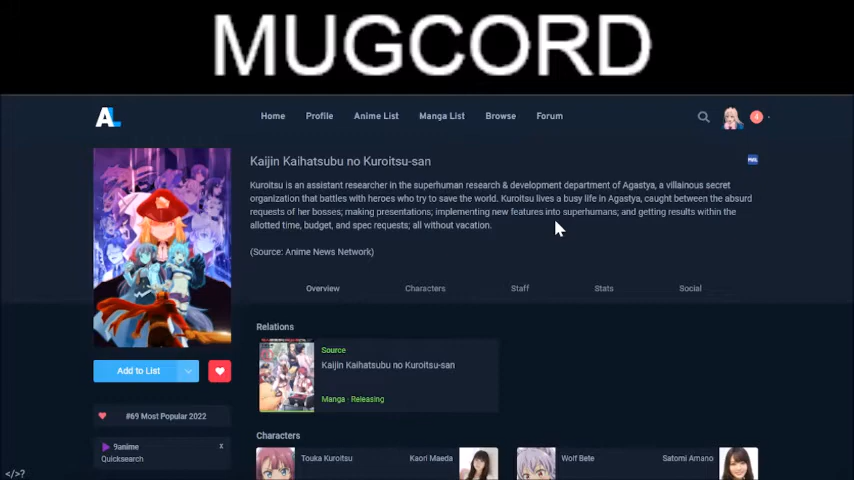 MUGCORD
AL
Home Profile Anime List Manga List Browse Forum
4
Kaijin Kaihatsubu no Kuroitsu-san
Kuroitsu is an assistant researcher in the superhuman research & development department of Agastya, a villainous secret
organization that battles with heroes who try to save the world. Kuroitsu lives a busy life in Agastya, caught between the absurd
requests of her bosses; making presentations; implementing new features into superhumans; and getting results within the
allotted time, budget, and spec requests; all without vacation.
(Source: Anime News Network)
Overview Characters Staff Stats Social
Relations
Source
Kaijin Kaihatsubu no Kuroitsu-san
Manga · Releasing
Add to List
#69 Most Popular 2022
9anime x
Quicksearch
Characters
Touka Kuroitsu Kaori Maeda Wolf Bete Satomi Amano
</>?